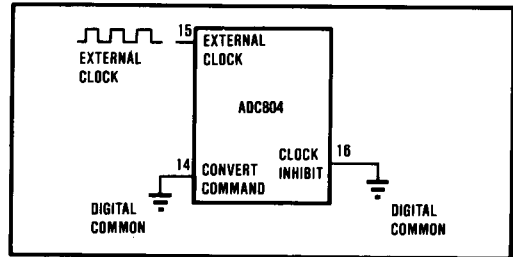 15
EXTERNAL
CLOCK
EXTERNAL
CLOCK
ADC804
14
CONVERT
COMMAND
CLOCK
INHIBIT
16
DIGITAL
COMMON
DIGITAL
COMMON